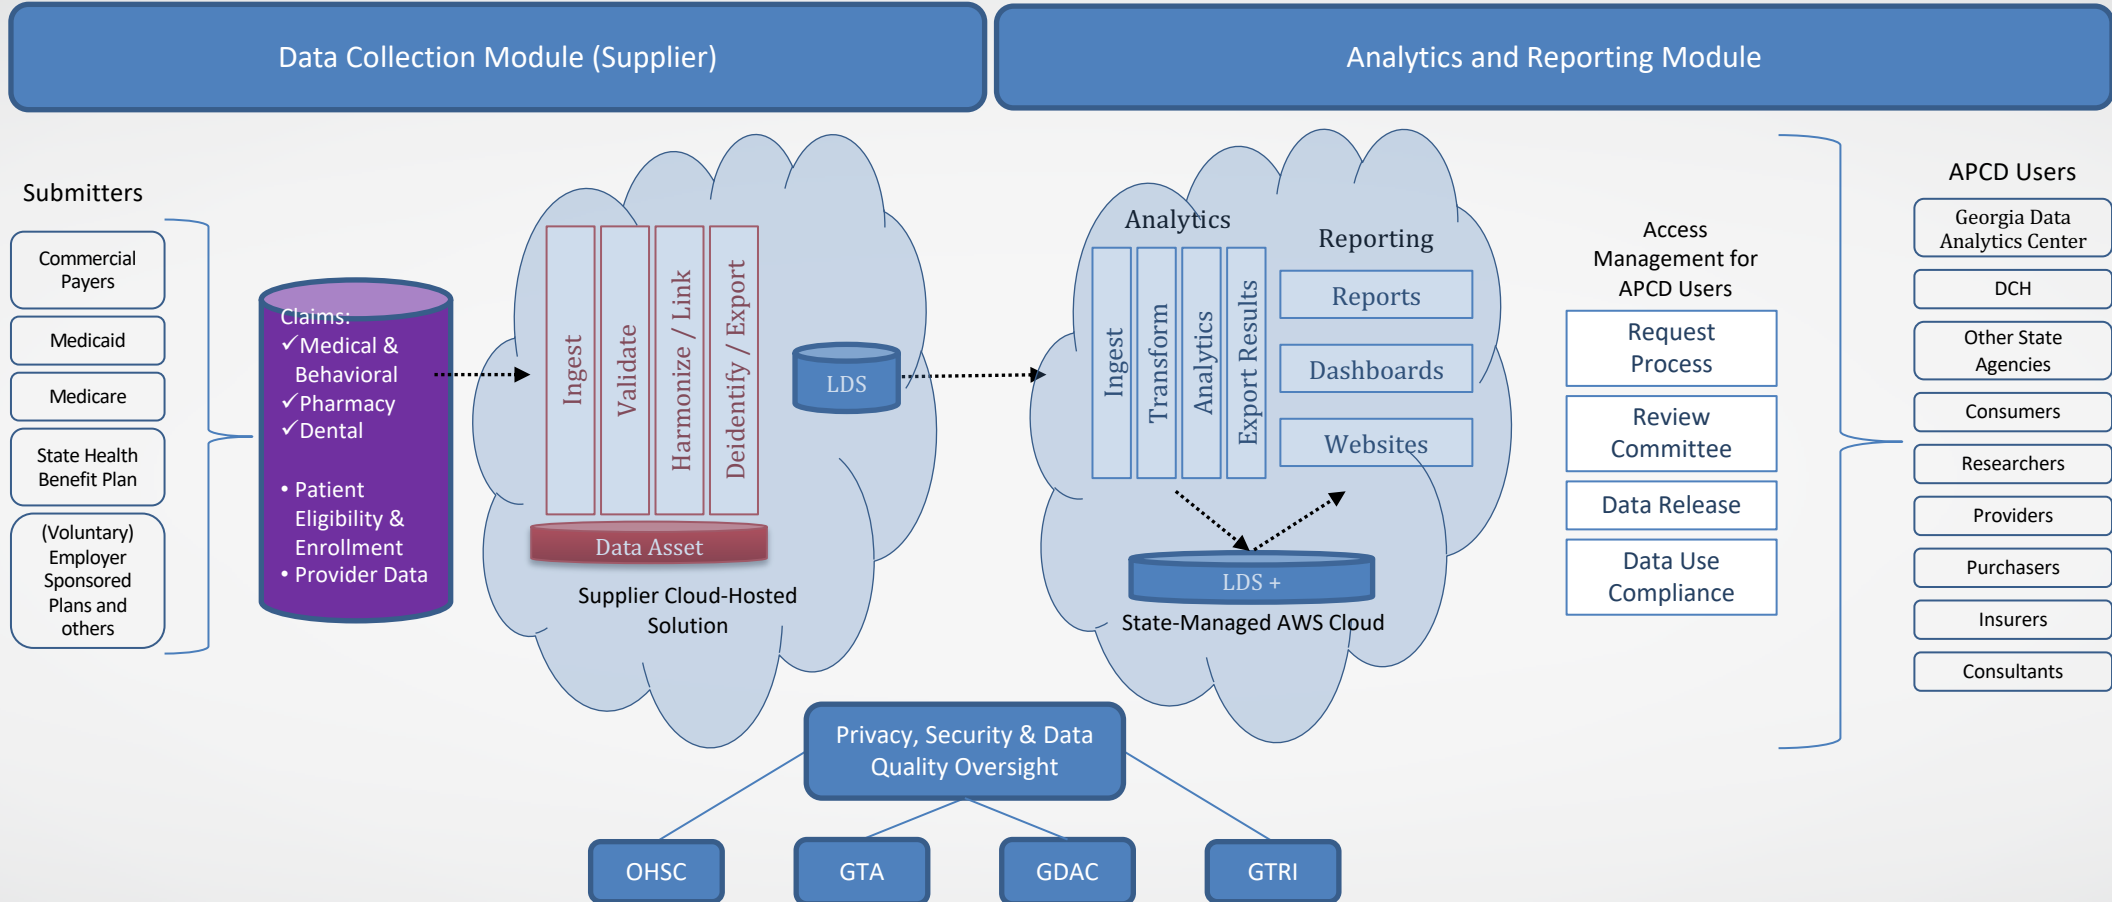 Data Collection Module (Supplier)
Analytics and Reporting Module
Submitters
Commercial
Payers
Medicaid
Medicare
State Health
Benefit Plan
(Voluntary)
Employer
Sponsored
Plans and
others
Claims:
✓Medical &
Behavioral
✓Pharmacy
✓Dental
• Patient
Eligibility &
Enrollment
• Provider Data
Ingest
Validate
Harmonize / Link
Deidentify / Export
Data Asset
Supplier Cloud-Hosted
Solution
LDS
Analytics
Ingest
Transform
Analytics
Export Results
Reporting
Reports
Dashboards
Websites
LDS +
State-Managed AWS Cloud
Access
Management for
APCD Users
Request
Process
Review
Committee
Data Release
Data Use
Compliance
APCD Users
Georgia Data
Analytics Center
DCH
Other State
Agencies
Consumers
Researchers
Providers
Purchasers
Insurers
Consultants
Privacy, Security & Data
Quality Oversight
OHSC
GTA
GDAC
GTRI